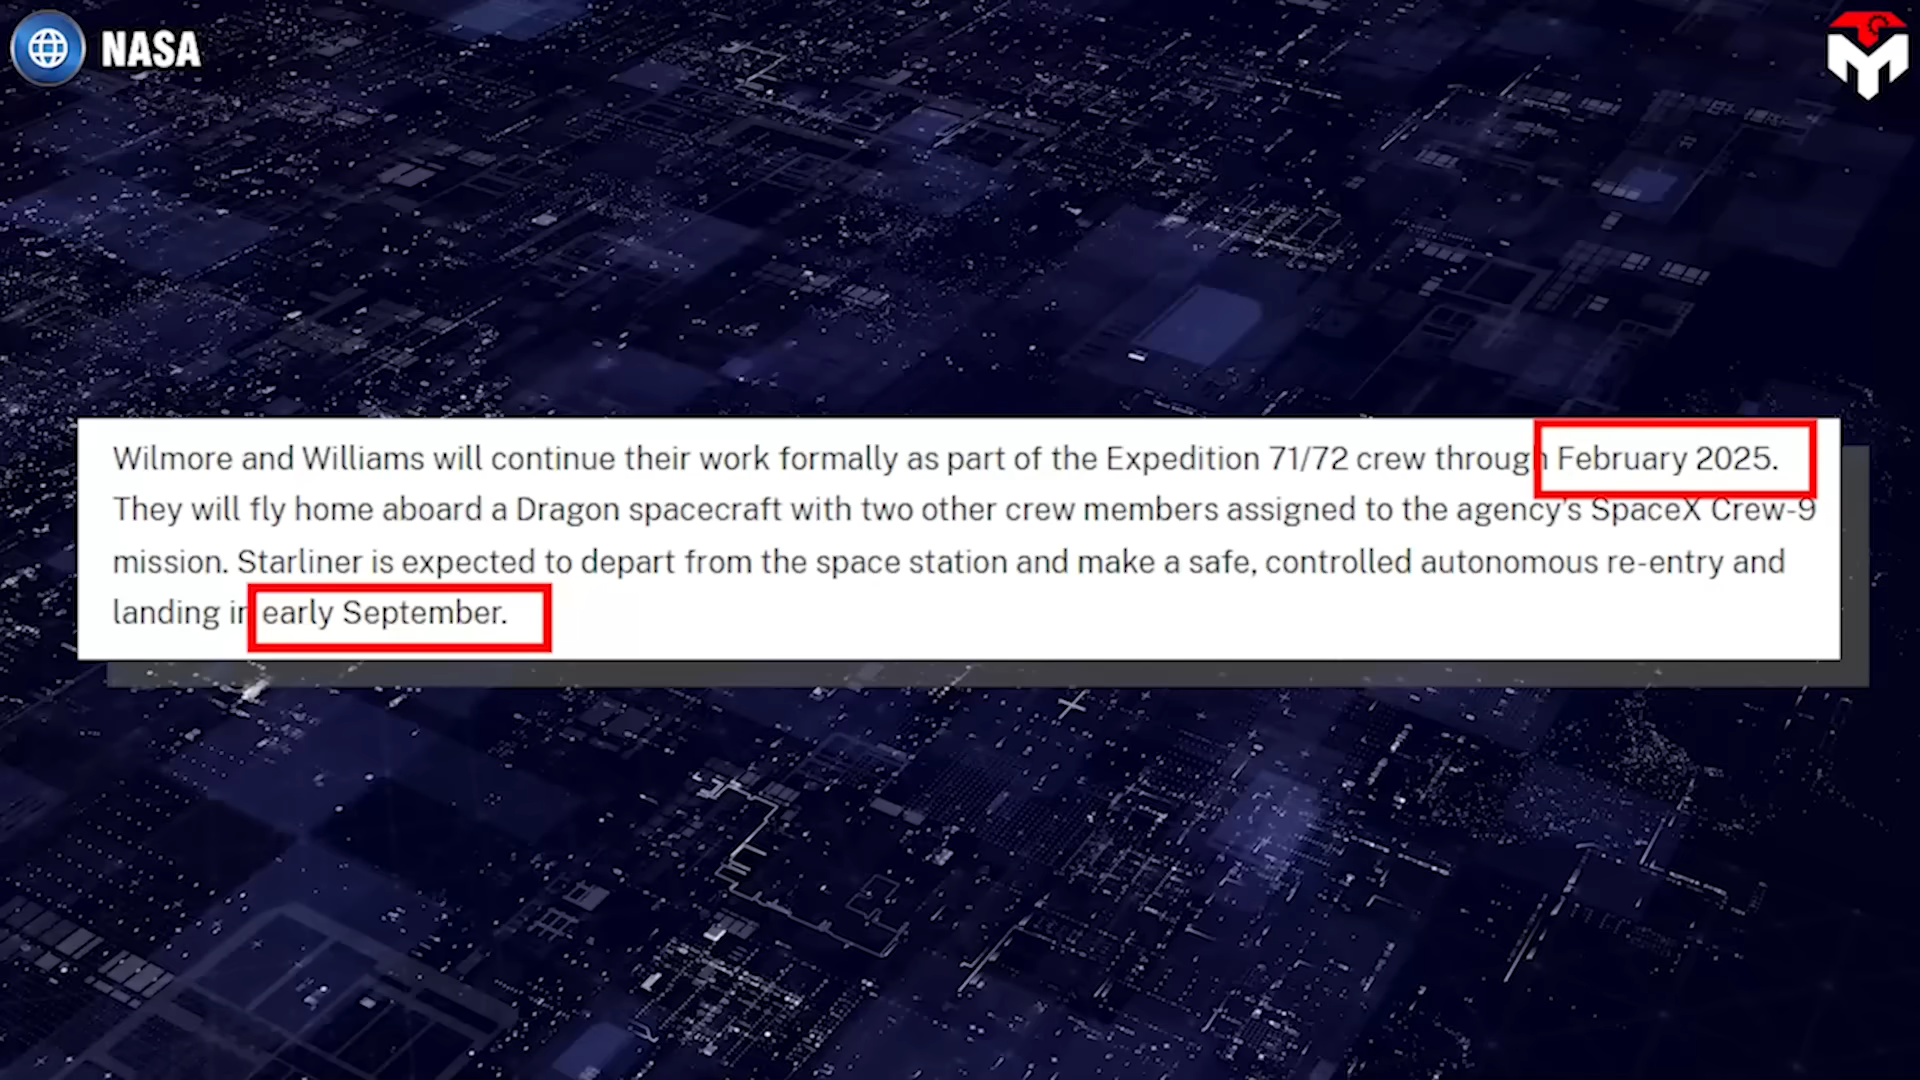 NASA
Wilmore and Williams will continue their work formally as part of the Expedition 71/72 crew through February 2025.
They will fly home aboard a Dragon spacecraft with two other crew members assigned to the agency's SpaceX Crew-9
mission. Starliner is expected to depart from the space station and make a safe, controlled autonomous re-entry and
landing in early September.